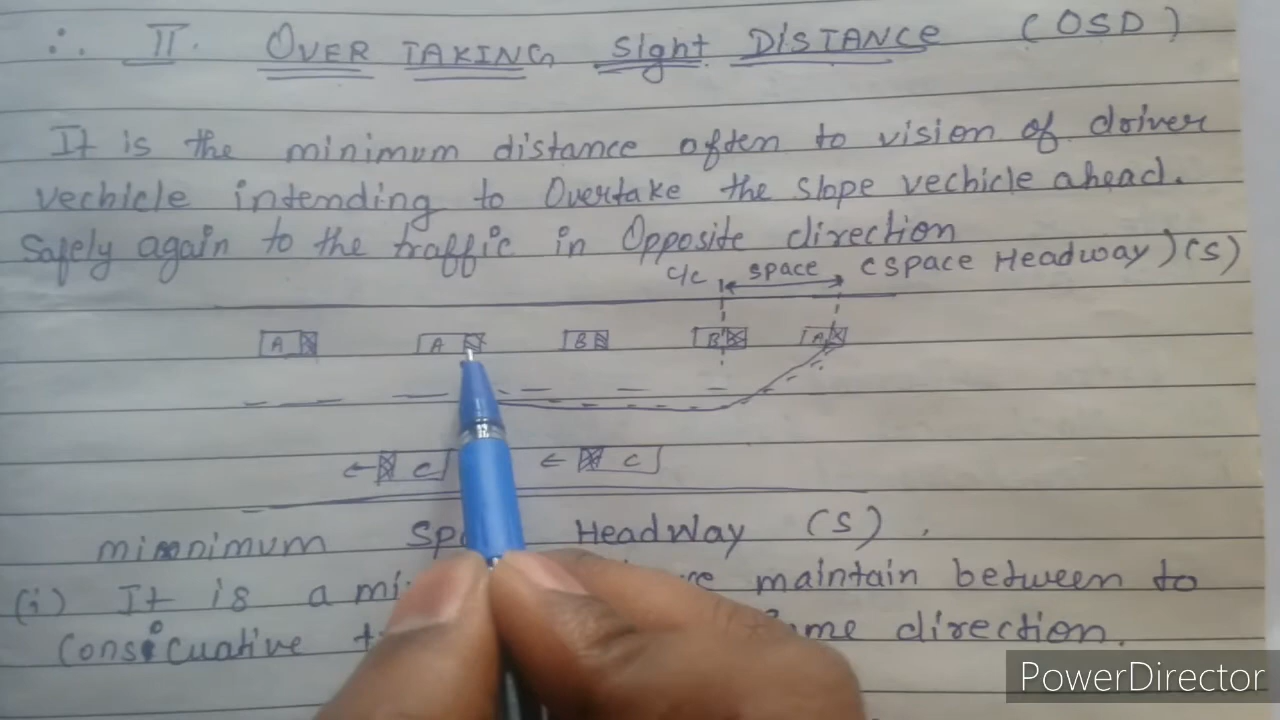 ∴ II. OVER TAKING Sight DISTANCE (OSD)
It is the minimum distance often to vision of driver
vechicle intending to Overtake the slope vechicle ahead.
Safely again to the traffic in Opposite direction
C/C space (Space Headway) (S)
A A B B A
C C
mimnimum Headway (S).
(i) It is a maintain between to
Consicuative direction.
PowerDirector